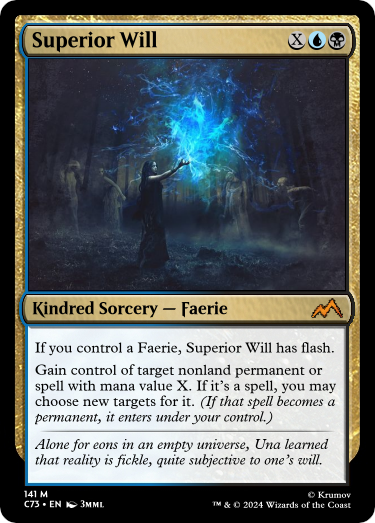 Superior Will X
Kindred Sorcery — Faerie
If you control a Faerie, Superior Will has flash.
Gain control of target nonland permanent or
spell with mana value X. If it's a spell, you may
choose new targets for it. (If that spell becomes a
permanent, it enters under your control.)
Alone for eons in an empty universe, Una learned
that reality is fickle, quite subjective to one's will.
141 M
C73 • EN 3MML
© Krumov
™ & © 2024 Wizards of the Coast